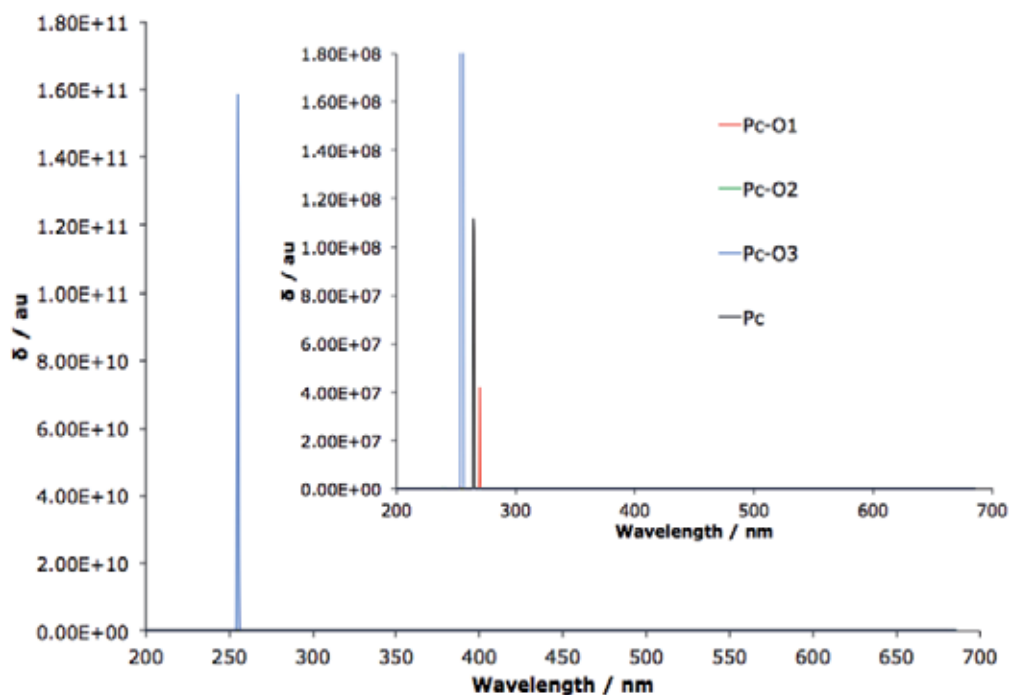 1.80E+11
1.60E+11
1.40E+11
1.20E+11
1.00E+11
8.00E+10
6.00E+10
4.00E+10
2.00E+10
0.00E+00
δ / au
200 250 300 350 400 450 500 550 600 650 700
Wavelength / nm
1.80E+08
1.60E+08
1.40E+08
1.20E+08
1.00E+08
8.00E+07
6.00E+07
4.00E+07
2.00E+07
0.00E+00
δ / au
200 300 400 500 600 700
Wavelength / nm
Pc-O1
Pc-O2
Pc-O3
Pc